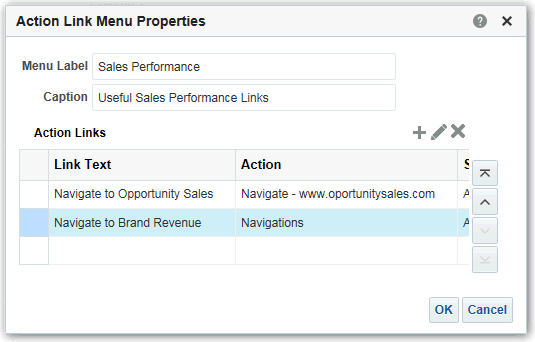 Action Link Menu Properties
Menu Label Sales Performance
Caption Useful Sales Performance Links
Action Links
Link Text Action S
Navigate to Opportunity Sales Navigate - www.oportunitysales.com A
Navigate to Brand Revenue Navigations A
OK Cancel